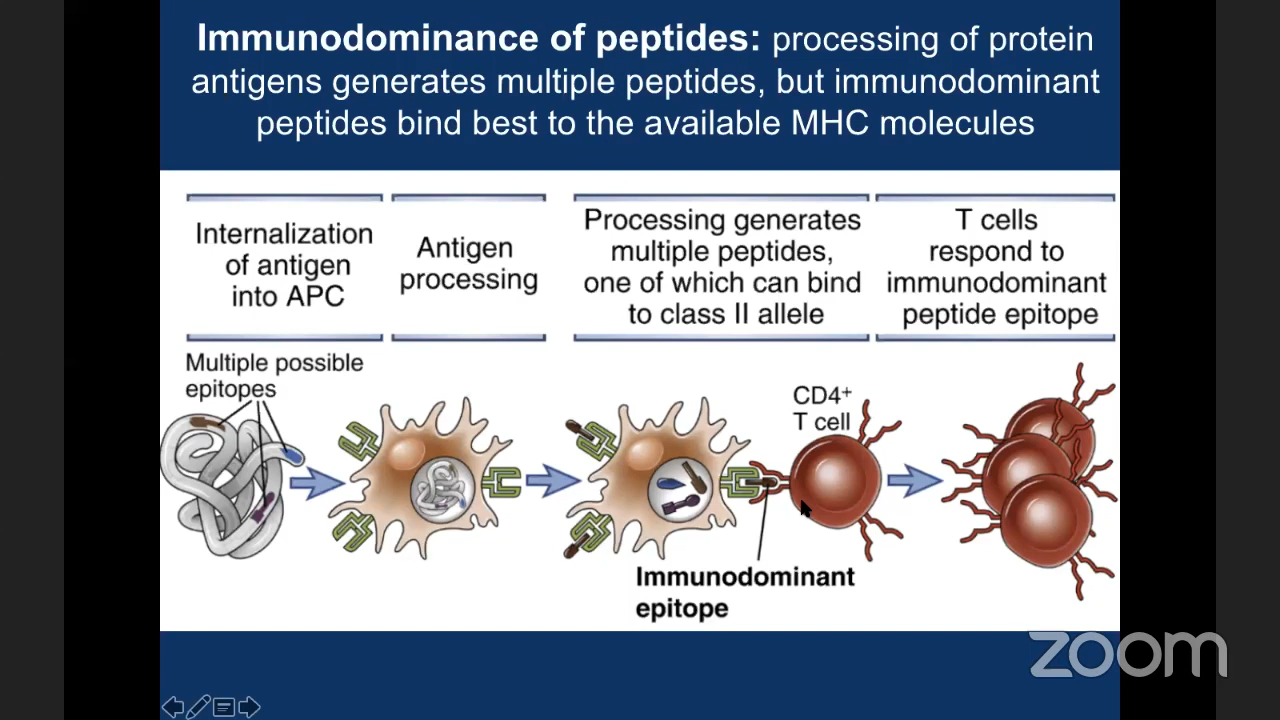 Immunodominance of peptides: processing of protein
antigens generates multiple peptides, but immunodominant
peptides bind best to the available MHC molecules
Internalization
of antigen
into APC
Antigen
processing
Processing generates
multiple peptides,
one of which can bind
to class II allele
T cells
respond to
immunodominant
peptide epitope
Multiple possible
epitopes
CD4+
T cell
Immunodominant
epitope
zoom